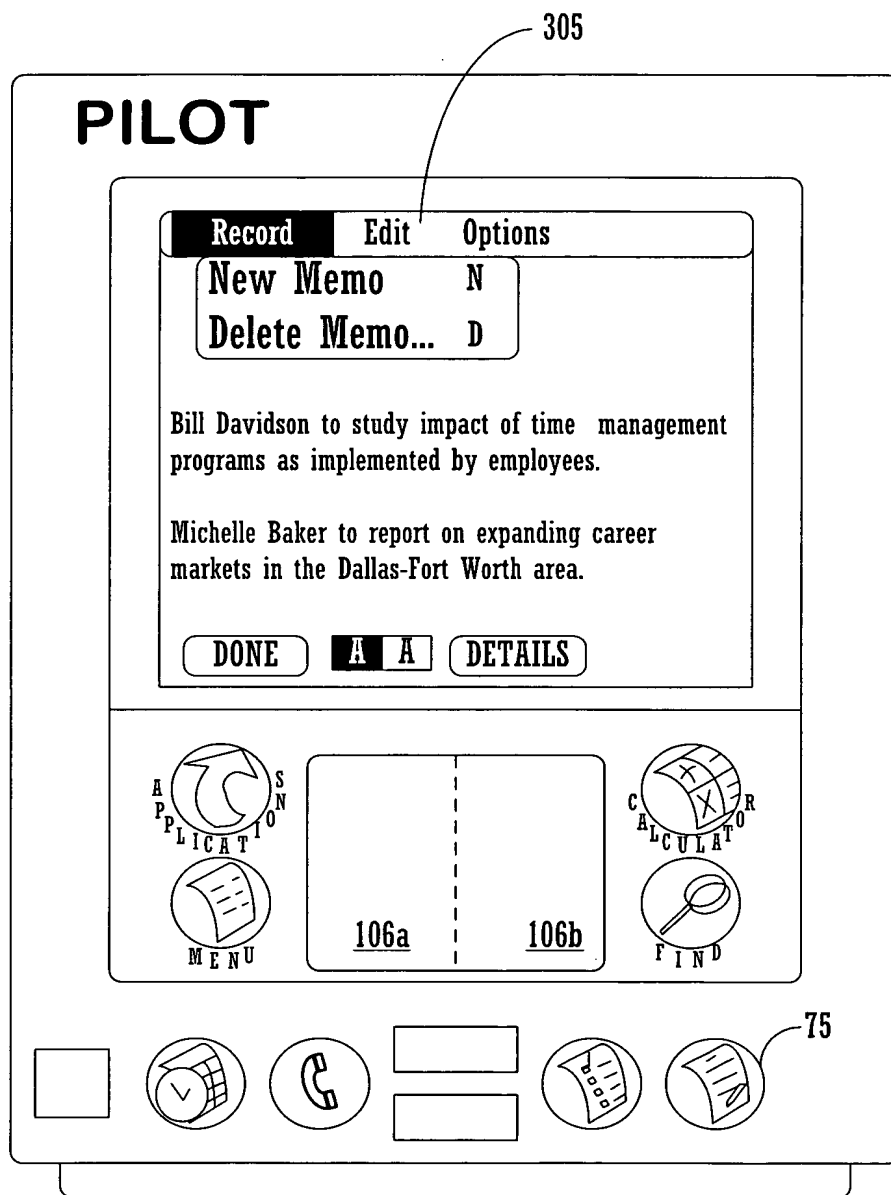 305
PILOT
Record Edit Options
New Memo N
Delete Memo... D
Bill Davidson to study impact of time management
programs as implemented by employees.
Michelle Baker to report on expanding career
markets in the Dallas-Fort Worth area.
DONE A A DETAILS
APPLICATIONS CALCULATOR
MENU 106a 106b FIND
75